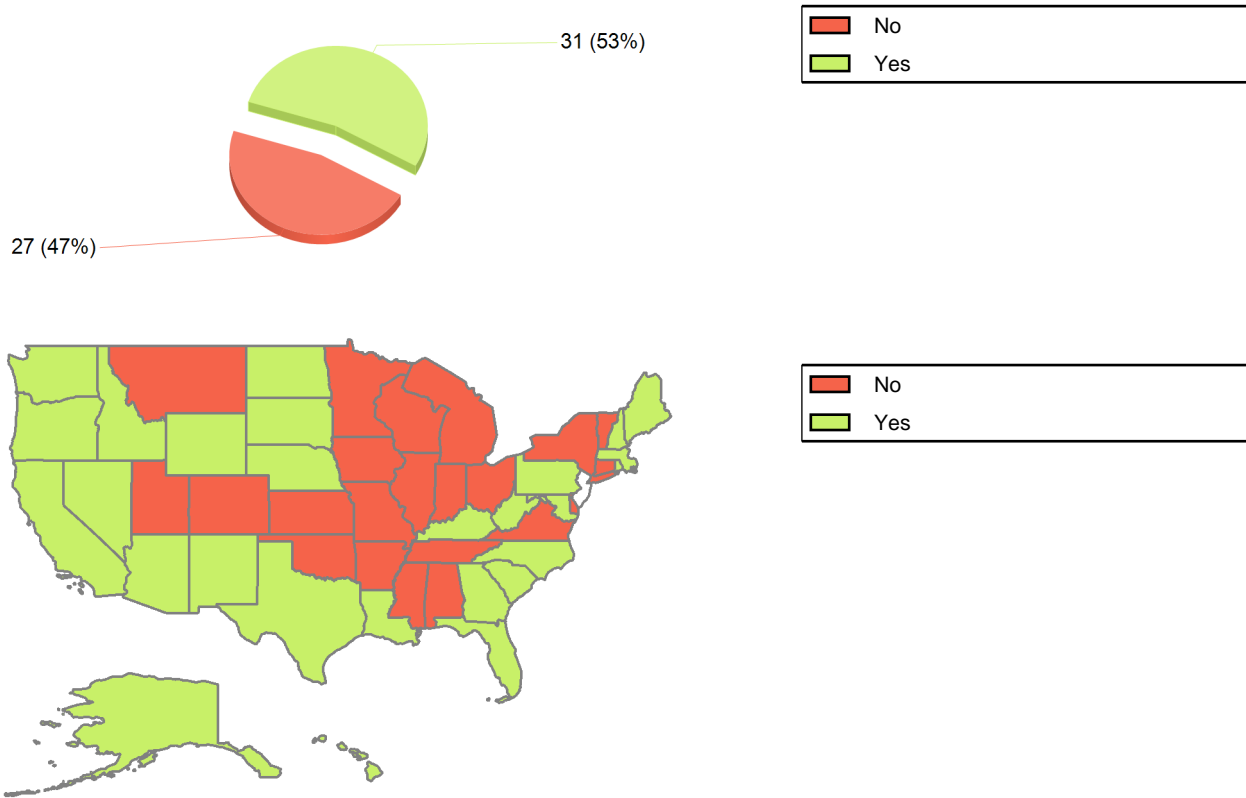 31 (53%)
27 (47%)
No
Yes
No
Yes